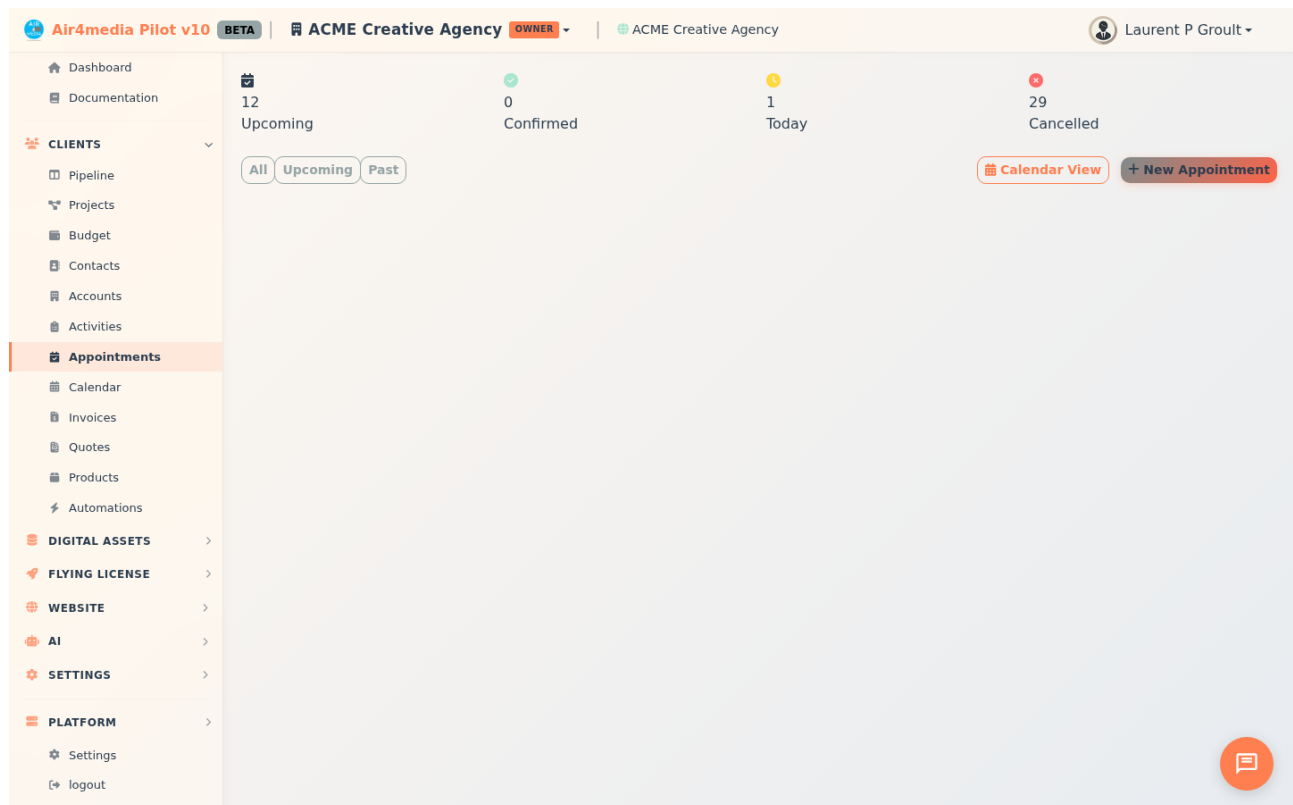 Air4media Pilot v10 BETA ACME Creative Agency OWNER ACME Creative Agency Laurent P Groult
Dashboard
Documentation
CLIENTS
Pipeline
Projects
Budget
Contacts
Accounts
Activities
Appointments
Calendar
Invoices
Quotes
Products
Automations
DIGITAL ASSETS
FLYING LICENSE
WEBSITE
AI
SETTINGS
PLATFORM
Settings
logout
12
Upcoming
0
Confirmed
1
Today
29
Cancelled
All Upcoming Past Calendar View New Appointment